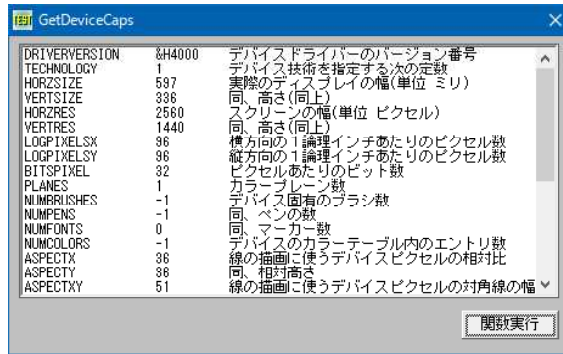 TEST GetDeviceCaps
DRIVERVERSION &H4000 デバイスドライバーのバージョン番号
TECHNOLOGY 1 デバイス技術を指定する次の定数
HORZSIZE 597 実際のディスプレイの幅(単位 ミリ)
VERTSIZE 336 同、高さ(同上)
HORZRES 2560 スクリーンの幅(単位 ピクセル)
VERTRES 1440 同、高さ(同上)
LOGPIXELSX 96 横方向の1論理インチあたりのピクセル数
LOGPIXELSY 96 縦方向の1論理インチあたりのピクセル数
BITSPIXEL 32 ピクセルあたりのビット数
PLANES 1 カラープレーン数
NUMBRUSHES -1 デバイス固有のブラシ数
NUMPENS -1 同、ペンの数
NUMFONTS 0 同、マーカー数
NUMCOLORS -1 デバイスのカラーテーブル内のエントリ数
ASPECTX 36 線の描画に使うデバイスピクセルの相対比
ASPECTY 36 同、相対高さ
ASPECTXY 51 線の描画に使うデバイスピクセルの対角線の幅
関数実行